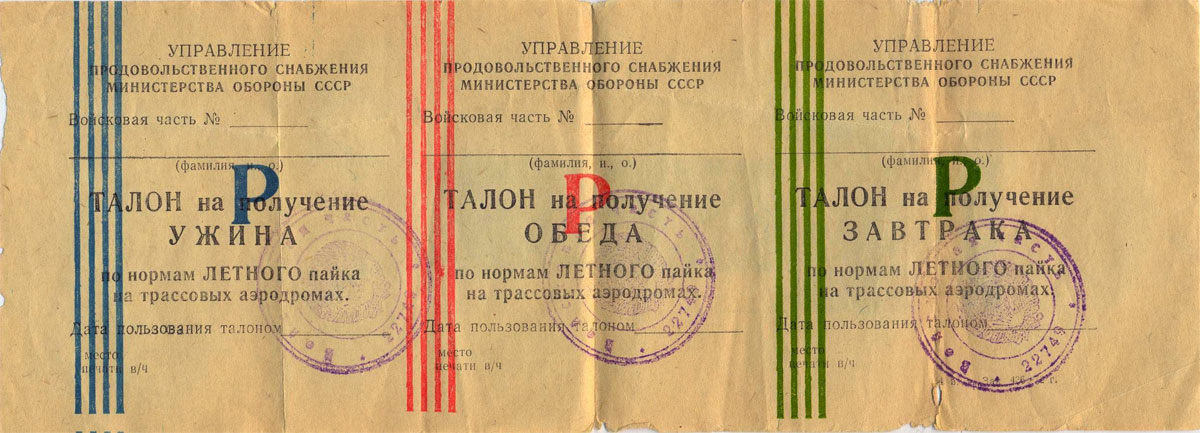 УПРАВЛЕНИЕ
ПРОДОВОЛЬСТВЕННОГО СНАБЖЕНИЯ
МИНИСТЕРСТВА ОБОРОНЫ СССР
Войсковая часть №
(фамилия, и., о.)
Р
ТАЛОН на получение
УЖИНА
по нормам ЛЕТНОГО пайка
на трассовых аэродромах.
Дата пользования талоном
место
печати в/ч
УПРАВЛЕНИЕ
ПРОДОВОЛЬСТВЕННОГО СНАБЖЕНИЯ
МИНИСТЕРСТВА ОБОРОНЫ СССР
Войсковая часть №
(фамилия, и., о.)
Р
ТАЛОН на получение
ОБЕДА
по нормам ЛЕТНОГО пайка
на трассовых аэродромах.
Дата пользования талоном
место
печати в/ч
22749
УПРАВЛЕНИЕ
ПРОДОВОЛЬСТВЕННОГО СНАБЖЕНИЯ
МИНИСТЕРСТВА ОБОРОНЫ СССР
Войсковая часть №
(фамилия, и., о.)
Р
ТАЛОН на получение
ЗАВТРАКА
по нормам ЛЕТНОГО пайка
на трассовых аэродромах.
Дата пользования талоном
место
печати в/ч
22749